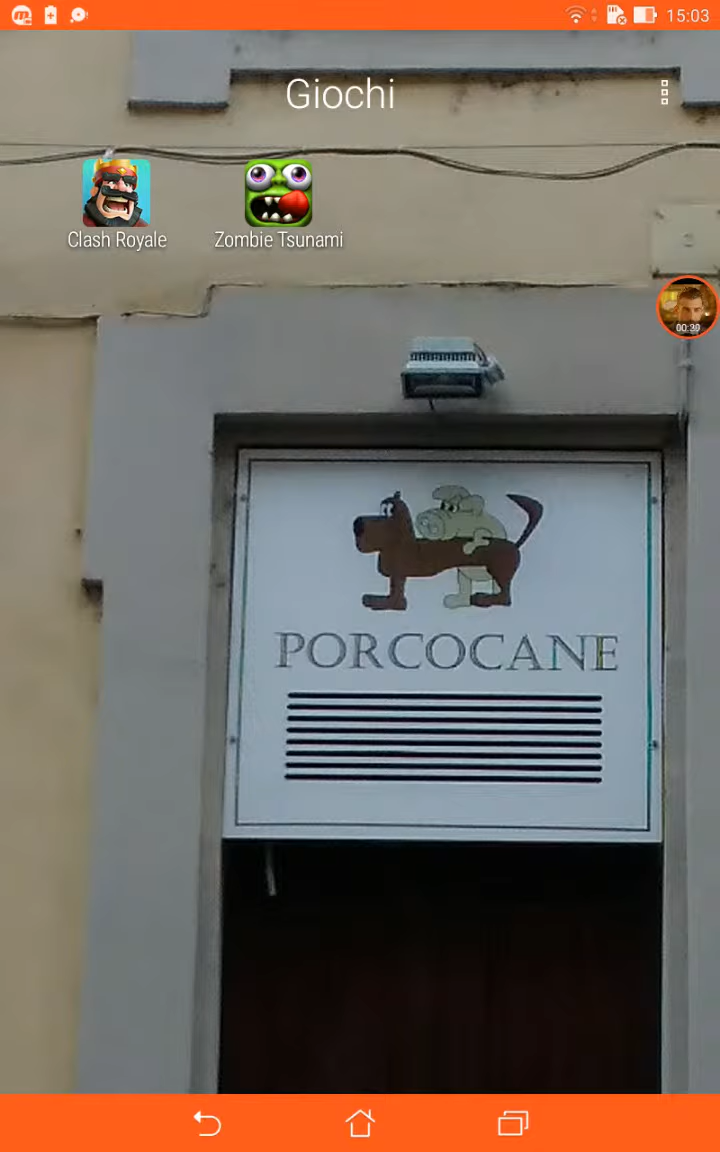 15:03
Giochi
Clash Royale
Zombie Tsunami
00:30
PORCOCANE